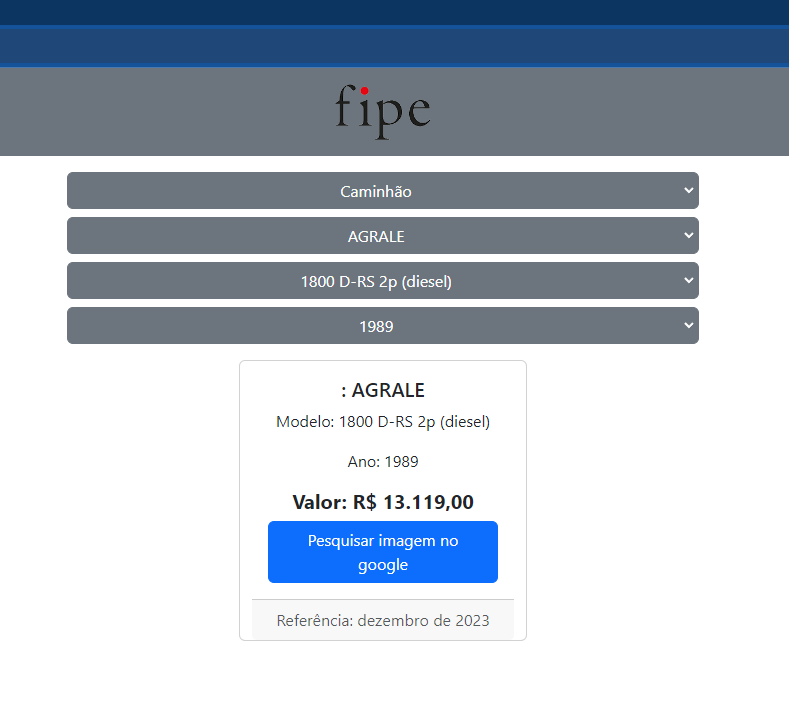 fipe
Caminhão
AGRALE
1800 D-RS 2p (diesel)
1989
: AGRALE
Modelo: 1800 D-RS 2p (diesel)
Ano: 1989
Valor: R$ 13.119,00
Pesquisar imagem no
google
Referência: dezembro de 2023